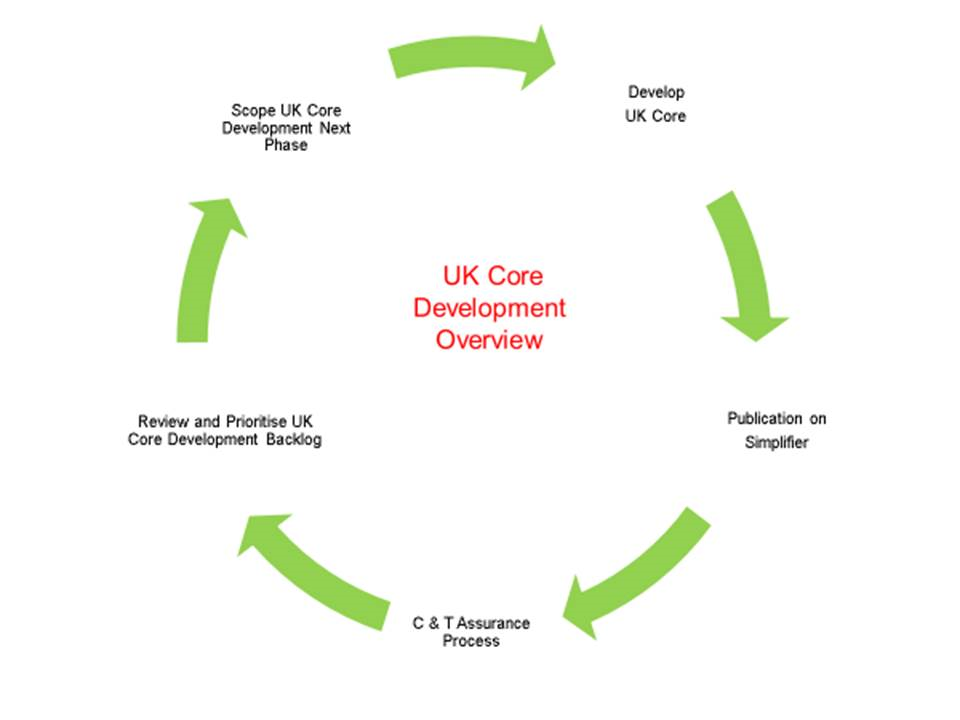 Scope UK Core
Development Next
Phase
Develop
UK Core
UK Core
Development
Overview
Review and Prioritise UK
Core Development Backlog
Publication on
Simplifier
C & T Assurance
Process